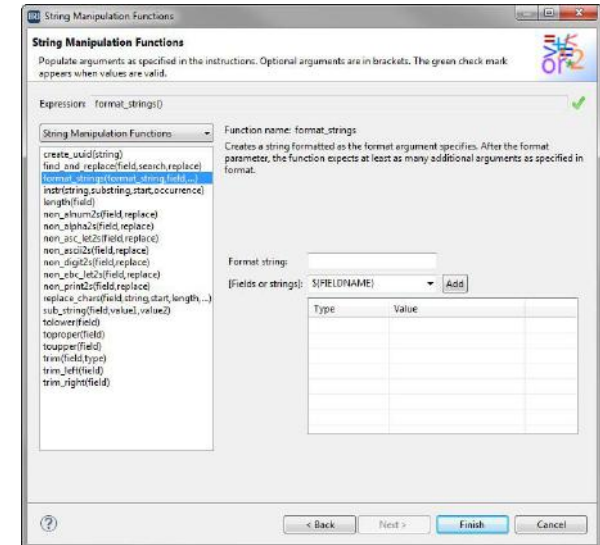 String Manipulation Functions
String Manipulation Functions
Populate arguments as specified in the instructions. Optional arguments are in brackets. The green check mark
appears when values are valid.
Expression: format_strings()
String Manipulation Functions
create_uuid(string)
find_and_replace(field,search,replace)
format_strings(format_string,field,...)
instr(string,substring,start,occurrence)
length(field)
non_alnum2s(field,replace)
non_alpha2s(field,replace)
non_asc_let2s(field,replace)
non_ascii2s(field,replace)
non_digit2s(field,replace)
non_ebc_let2s(field,replace)
non_print2s(field,replace)
replace_chars(field,string,start,length,...)
sub_string(field,value1,value2)
tolower(field)
toproper(field)
toupper(field)
trim(field,type)
trim_left(field)
trim_right(field)
Function name: format_strings
Creates a string formatted as the format argument specifies. After the format
parameter, the function expects at least as many additional arguments as specified in
format.
Format string:
[Fields or strings]: ${FIELDNAME} Add
Type Value
< Back Next > Finish Cancel